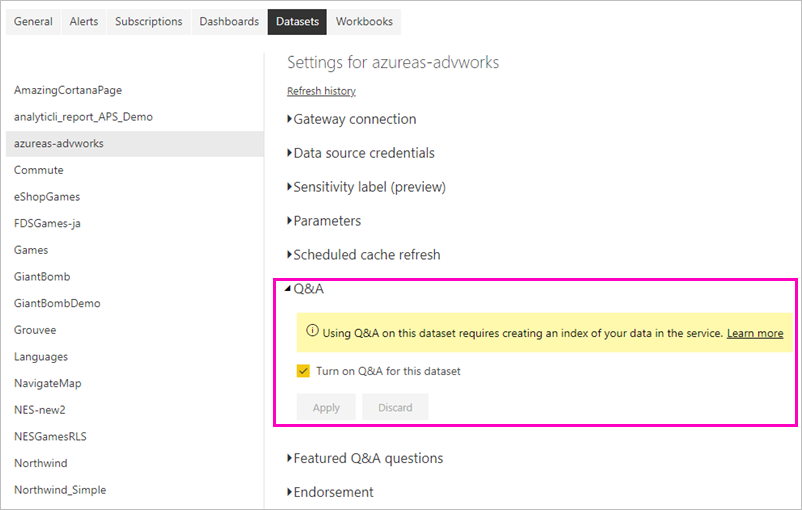 General Alerts Subscriptions Dashboards Datasets Workbooks
Settings for azureas-advworks
Refresh history
AmazingCortanaPage
analyticli_report_APS_Demo
azureas-advworks
Commute
eShopGames
FDSGames-ja
Games
GiantBomb
GiantBombDemo
Grouvee
Languages
NavigateMap
NES-new2
NESGamesRLS
Northwind
Northwind_Simple
Gateway connection
Data source credentials
Sensitivity label (preview)
Parameters
Scheduled cache refresh
Q&A
Using Q&A on this dataset requires creating an index of your data in the service. Learn more
Turn on Q&A for this dataset
Apply Discard
Featured Q&A questions
Endorsement